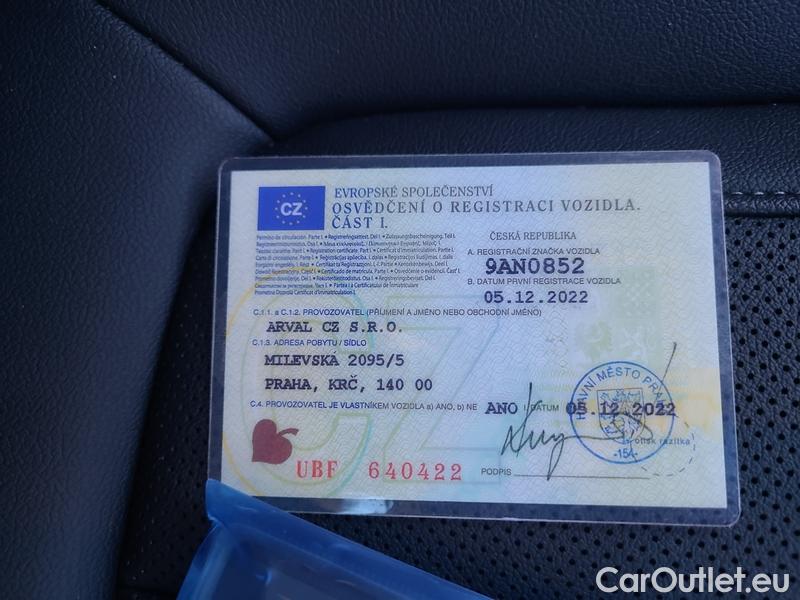 CZ
EVROPSKÉ SPOLEČENSTVÍ
OSVĚDČENÍ O REGISTRACI VOZIDLA.
ČÁST I.
ČESKÁ REPUBLIKA
A. REGISTRAČNÍ ZNAČKA VOZIDLA
9AN0852
B. DATUM PRVNÍ REGISTRACE VOZIDLA
05.12.2022
C.1.1. a C.1.2. PROVOZOVATEL (PŘÍJMENÍ A JMÉNO NEBO OBCHODNÍ JMÉNO)
ARVAL CZ S.R.O.
C.1.3. ADRESA POBYTU / SÍDLO
MILEVSKÁ 2095/5
PRAHA, KRČ, 140 00
C.4. PROVOZOVATEL JE VLASTNÍKEM VOZIDLA a) ANO, b) NE ANO I. DATUM 05.12.2022
HLAVNÍ MĚSTO PRAHA
-154-
otisk razítka
UBF 640422
PODPIS
CarOutlet.eu